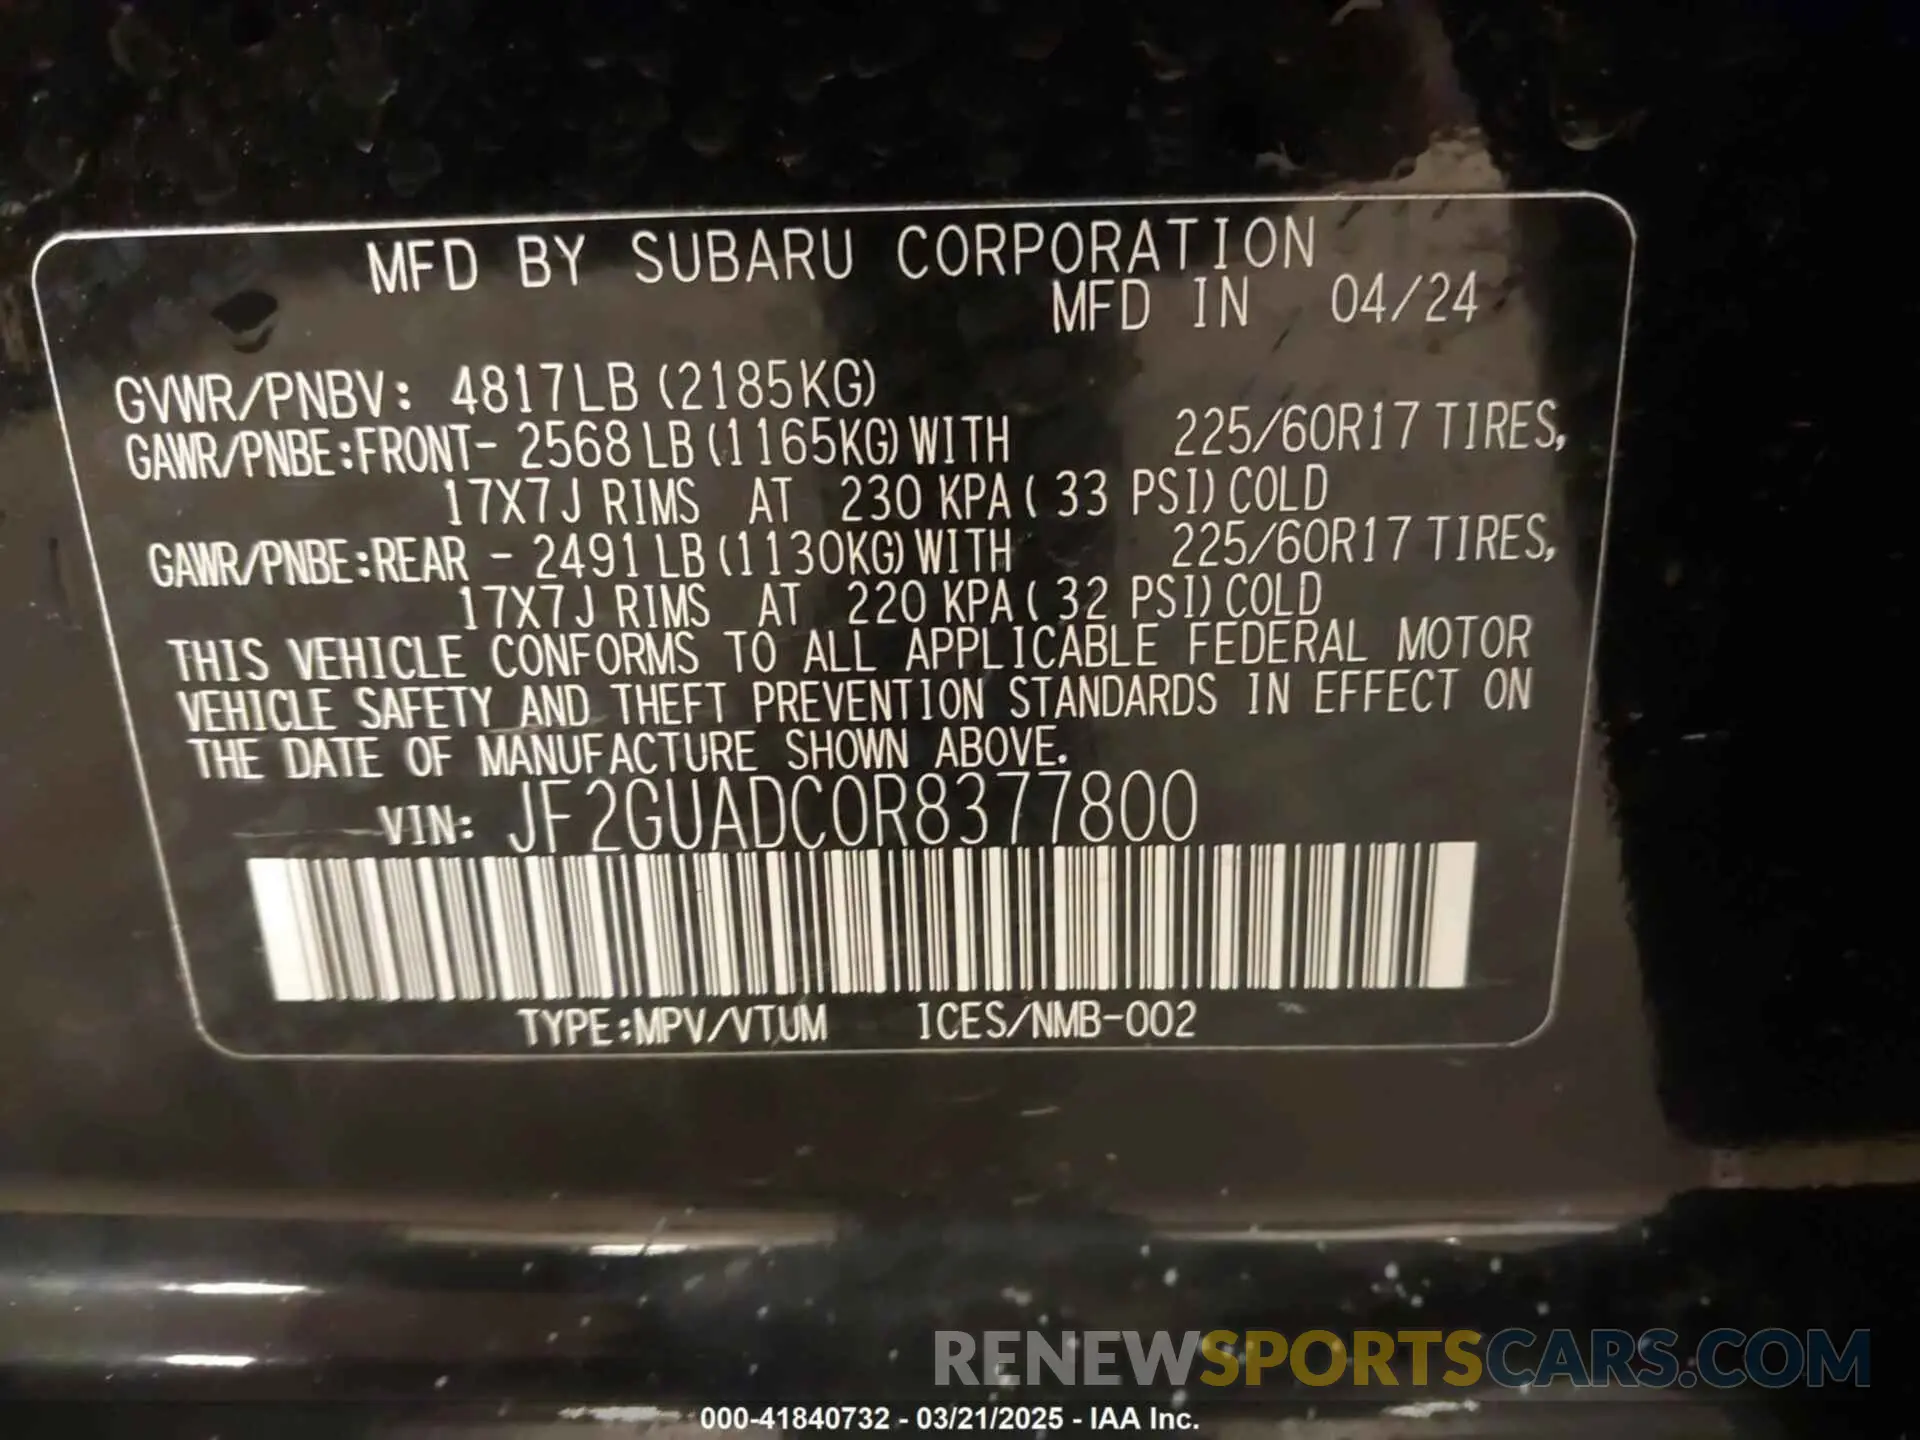 MFD BY SUBARU CORPORATION
MFD IN 04/24
GVWR/PNBV: 4817LB (2185KG)
GAWR/PNBE:FRONT- 2568 LB (1165KG) WITH 225/60R17 TIRES,
17X7J RIMS AT 230 KPA ( 33 PSI) COLD
GAWR/PNBE:REAR - 2491 LB (1130KG) WITH 225/60R17 TIRES,
17X7J RIMS AT 220 KPA ( 32 PSI) COLD
THIS VEHICLE CONFORMS TO ALL APPLICABLE FEDERAL MOTOR
VEHICLE SAFETY AND THEFT PREVENTION STANDARDS IN EFFECT ON
THE DATE OF MANUFACTURE SHOWN ABOVE.
VIN: JF2GUADC0R8377800
TYPE:MPV/VTUM ICES/NMB-002
RENEWSPORTSCARS.COM
000-41840732 - 03/21/2025 - IAA Inc.